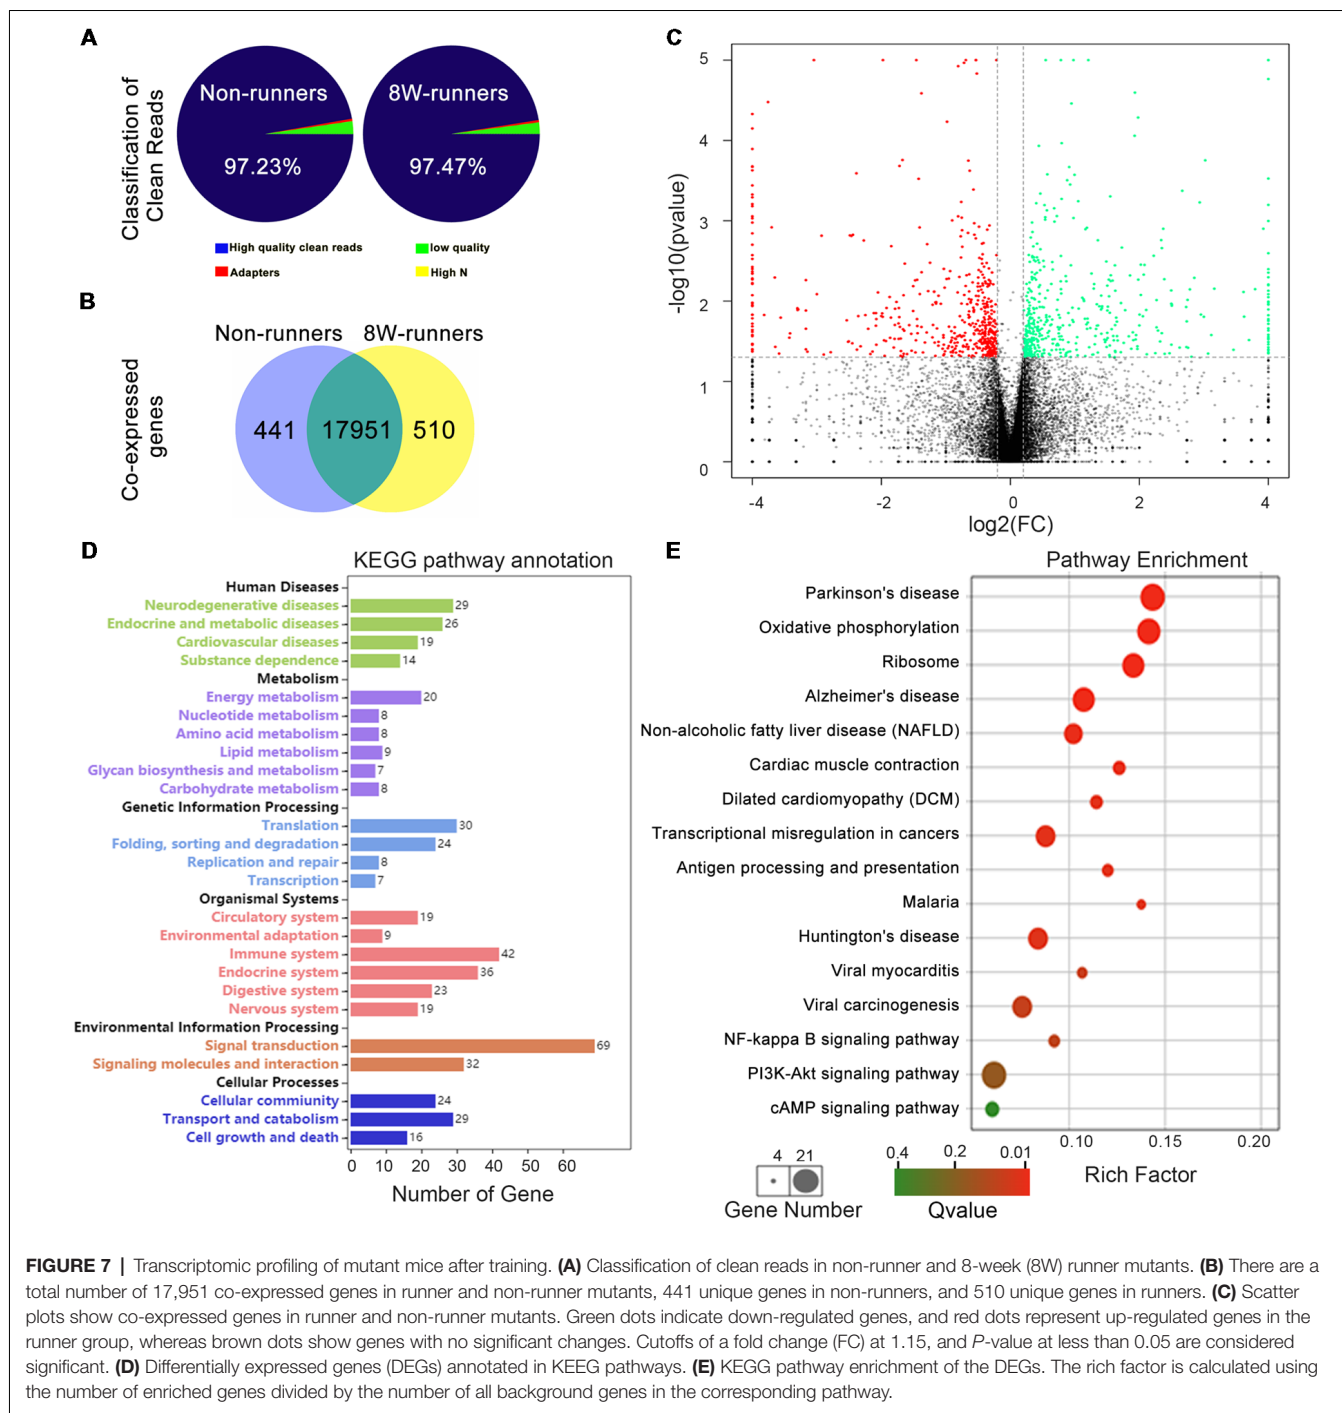 A
Classification of
Clean Reads
Non-runners
97.23%
8W-runners
97.47%
High quality clean reads
low quality
Adapters
High N
B
Co-expressed
genes
Non-runners
8W-runners
441
17951
510
C
-log10(pvalue)
5
4
3
2
1
0
-4
-2
0
2
4
log2(FC)
D
KEGG pathway annotation
Human Diseases
Neurodegenerative diseases 29
Endocrine and metabolic diseases 26
Cardiovascular diseases 19
Substance dependence 14
Metabolism
Energy metabolism 20
Nucleotide metabolism 8
Amino acid metabolism 8
Lipid metabolism 9
Glycan biosynthesis and metabolism 7
Carbohydrate metabolism 8
Genetic Information Processing
Translation 30
Folding, sorting and degradation 24
Replication and repair 8
Transcription 7
Organismal Systems
Circulatory system 19
Environmental adaptation 9
Immune system 42
Endocrine system 36
Digestive system 23
Nervous system 19
Environmental Information Processing
Signal transduction 69
Signaling molecules and interaction 32
Cellular Processes
Cellular commiunity 24
Transport and catabolism 29
Cell growth and death 16
0 10 20 30 40 50 60
Number of Gene
E
Pathway Enrichment
Parkinson's disease
Oxidative phosphorylation
Ribosome
Alzheimer's disease
Non-alcoholic fatty liver disease (NAFLD)
Cardiac muscle contraction
Dilated cardiomyopathy (DCM)
Transcriptional misregulation in cancers
Antigen processing and presentation
Malaria
Huntington's disease
Viral myocarditis
Viral carcinogenesis
NF-kappa B signaling pathway
PI3K-Akt signaling pathway
cAMP signaling pathway
0.10 0.15 0.20
Rich Factor
4 21
Gene Number
0.4 0.2 0.01
Qvalue
FIGURE 7 | Transcriptomic profiling of mutant mice after training. (A) Classification of clean reads in non-runner and 8-week (8W) runner mutants. (B) There are a
total number of 17,951 co-expressed genes in runner and non-runner mutants, 441 unique genes in non-runners, and 510 unique genes in runners. (C) Scatter
plots show co-expressed genes in runner and non-runner mutants. Green dots indicate down-regulated genes, and red dots represent up-regulated genes in the
runner group, whereas brown dots show genes with no significant changes. Cutoffs of a fold change (FC) at 1.15, and P-value at less than 0.05 are considered
significant. (D) Differentially expressed genes (DEGs) annotated in KEEG pathways. (E) KEGG pathway enrichment of the DEGs. The rich factor is calculated using
the number of enriched genes divided by the number of all background genes in the corresponding pathway.